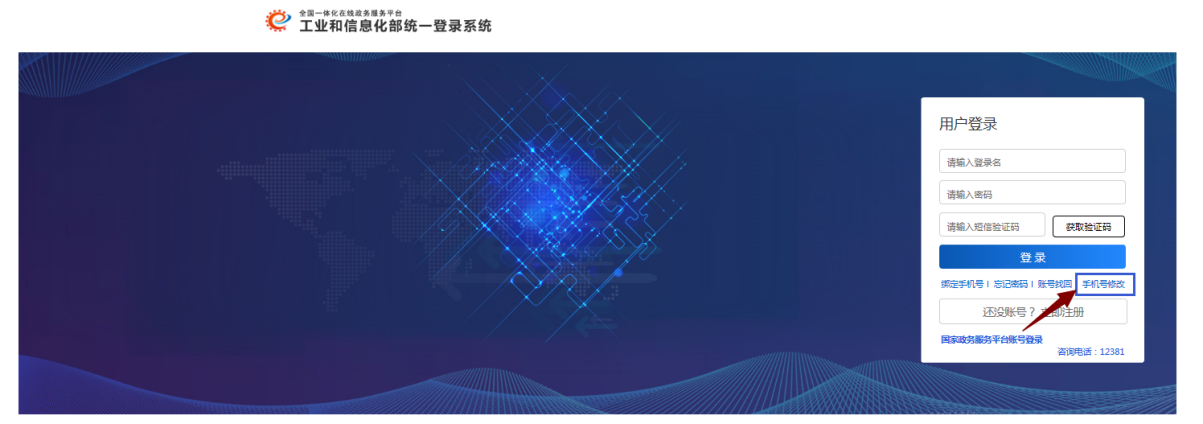 全国一体化在线政务服务平台
工业和信息化部统一登录系统
用户登录
请输入登录名
请输入密码
请输入短信验证码 获取验证码
登 录
绑定手机号 | 忘记密码 | 账号找回 | 手机号修改
还没账号？立即注册
国家政务服务平台账号登录
咨询电话：12381